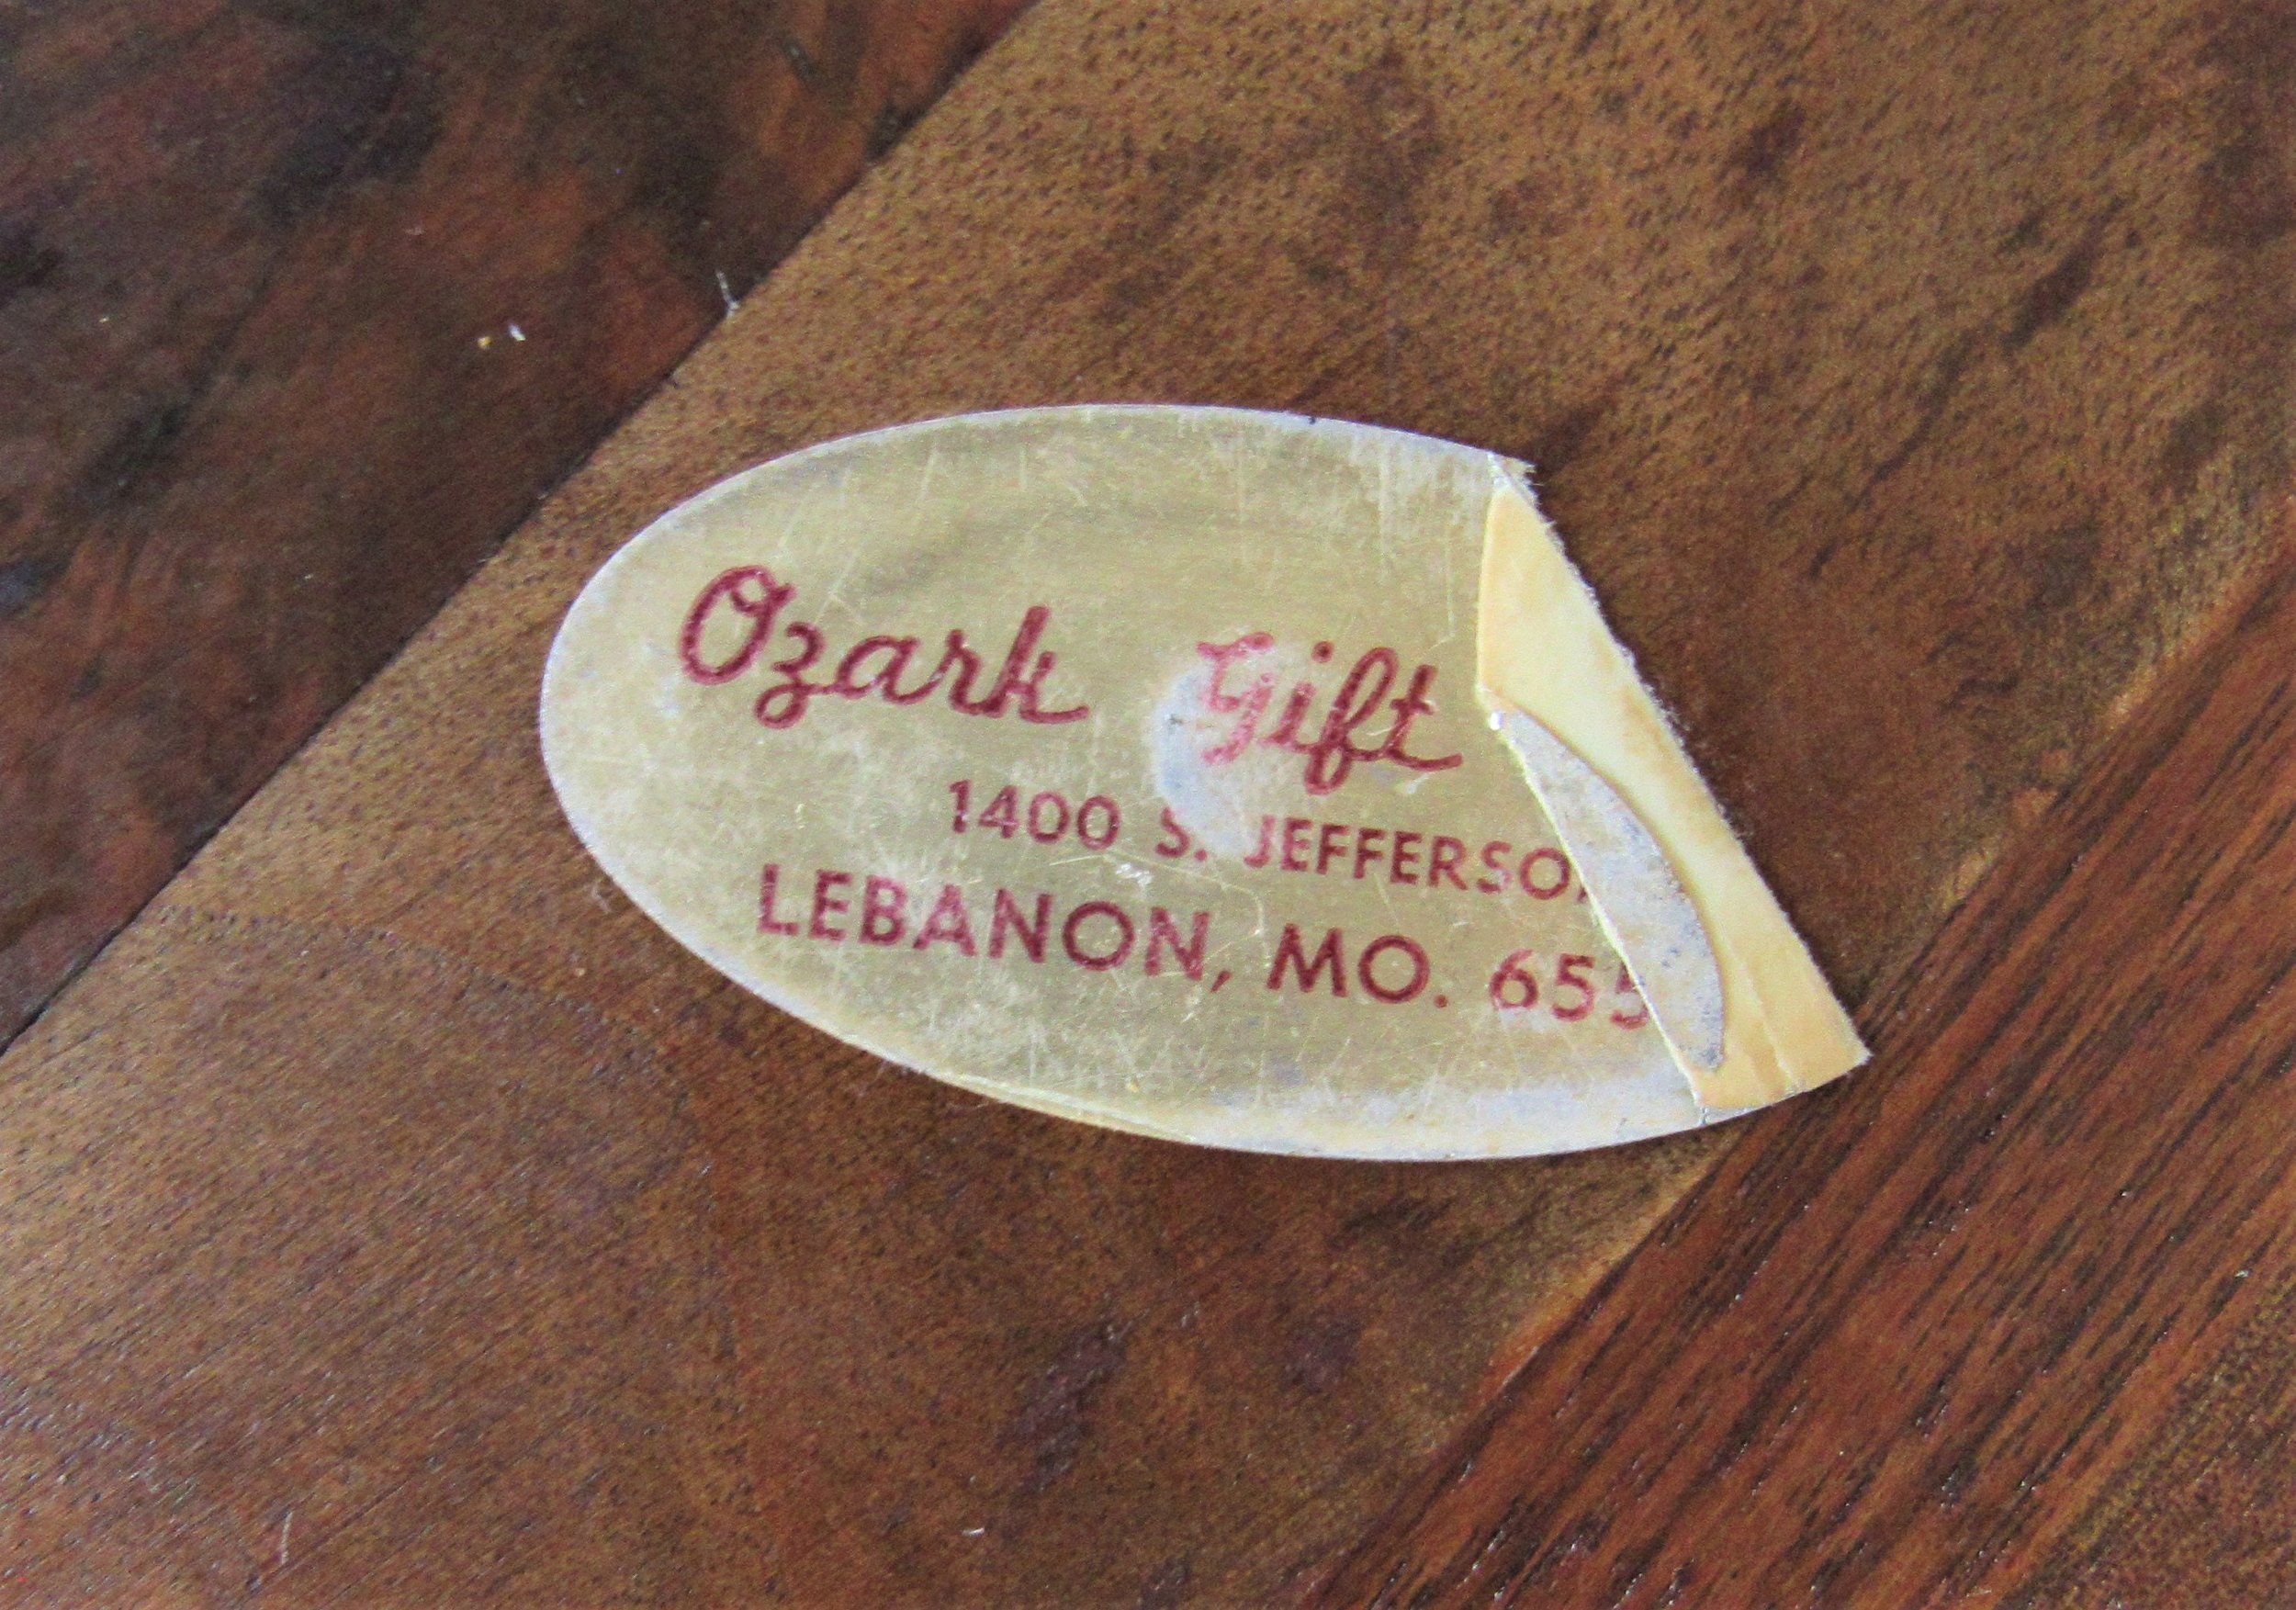 Ozark Gift
1400 S. JEFFERSO
LEBANON, MO. 655